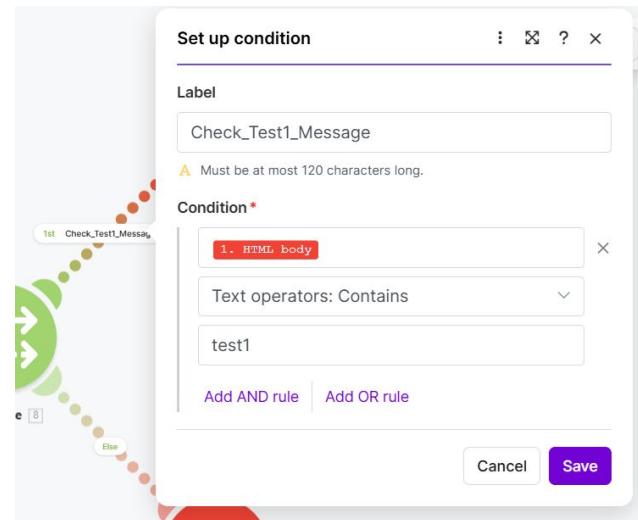 Set up condition
Label
Check_Test1_Message
A Must be at most 120 characters long.
Condition *
1st Check_Test1_Messag
1. HTML body
Text operators: Contains
test1
Add AND rule Add OR rule
e 8
Else
Cancel Save